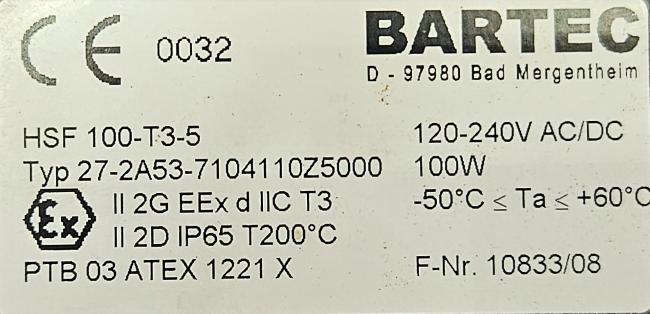 CE 0032
BARTEC
D - 97980 Bad Mergentheim
HSF 100-T3-5
120-240V AC/DC
Typ 27-2A53-7104110Z5000
100W
Ex
II 2G EEx d IIC T3
-50°C ≤ Ta ≤ +60°C
II 2D IP65 T200°C
PTB 03 ATEX 1221 X
F-Nr. 10833/08